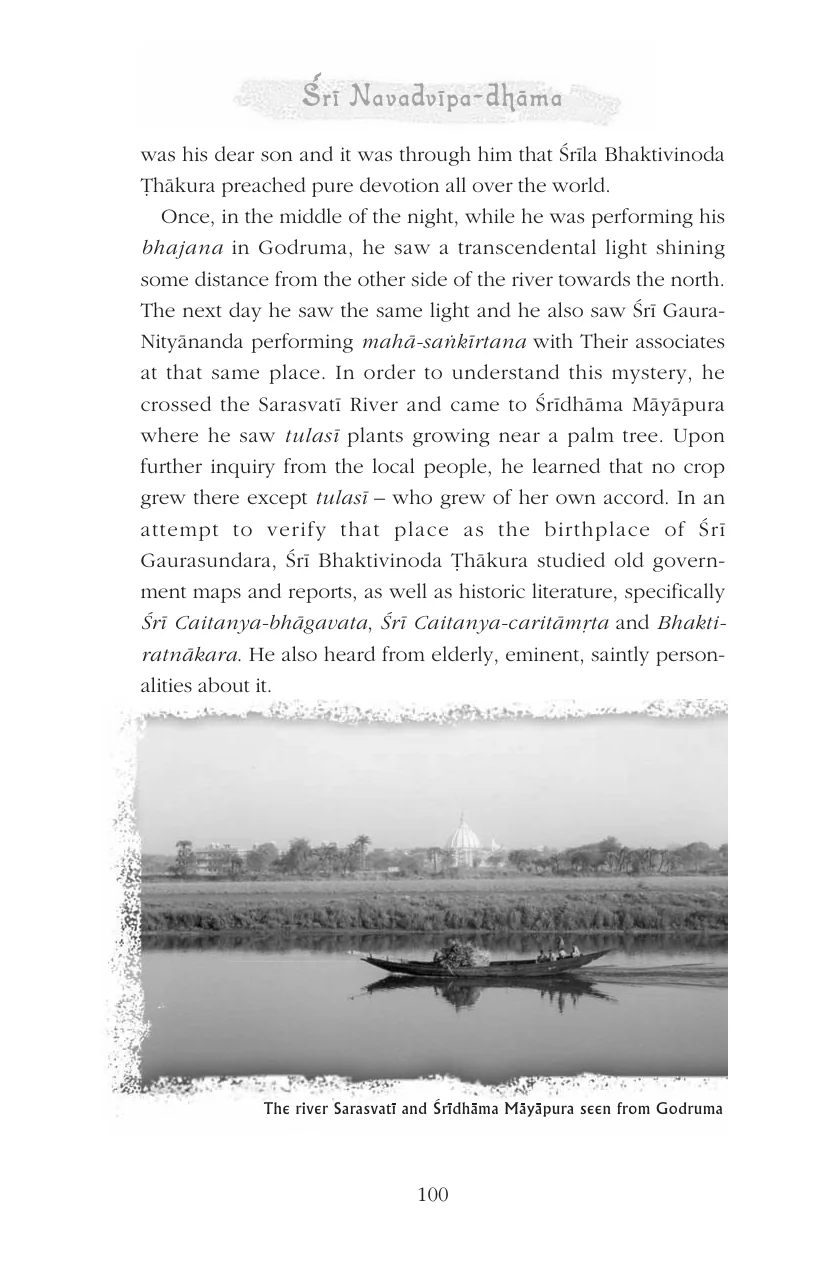 Śrī Navadvīpa-dhāma
was his dear son and it was through him that Śrīla Bhaktivinoda
Ṭhākura preached pure devotion all over the world.
Once, in the middle of the night, while he was performing his
bhajana in Godruma, he saw a transcendental light shining
some distance from the other side of the river towards the north.
The next day he saw the same light and he also saw Śrī Gaura-
Nityānanda performing mahā-saṅkīrtana with Their associates
at that same place. In order to understand this mystery, he
crossed the Sarasvatī River and came to Śrīdhāma Māyāpura
where he saw tulasī plants growing near a palm tree. Upon
further inquiry from the local people, he learned that no crop
grew there except tulasī – who grew of her own accord. In an
attempt to verify that place as the birthplace of Śrī
Gaurasundara, Śrī Bhaktivinoda Ṭhākura studied old govern-
ment maps and reports, as well as historic literature, specifically
Śrī Caitanya-bhāgavata, Śrī Caitanya-caritāmṛta and Bhakti-
ratnākara. He also heard from elderly, eminent, saintly person-
alities about it.
The river Sarasvatī and Śrīdhāma Māyāpura seen from Godruma
100